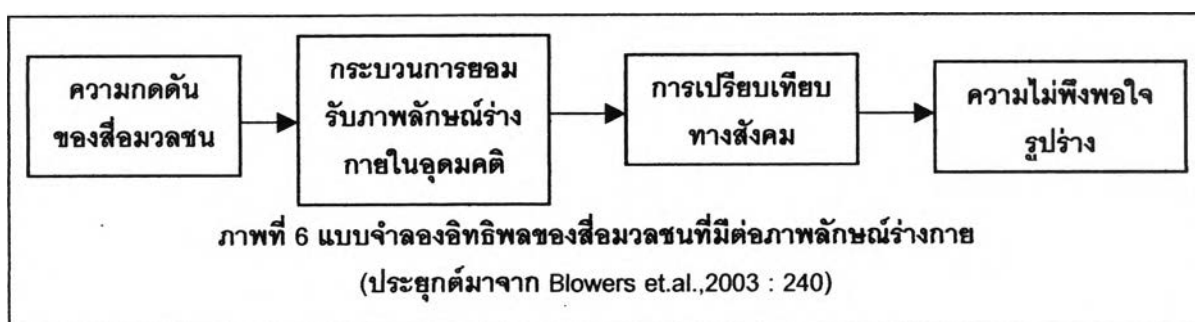 ความกดดัน
ของสื่อมวลชน
กระบวนการยอม
รับภาพลักษณ์ร่าง
กายในอุดมคติ
การเปรียบเทียบ
ทางสังคม
ความไม่พึงพอใจ
รูปร่าง
ภาพที่ 6 แบบจำลองอิทธิพลของสื่อมวลชนที่มีต่อภาพลักษณ์ร่างกาย
(ประยุกต์มาจาก Blowers et.al.,2003 : 240)